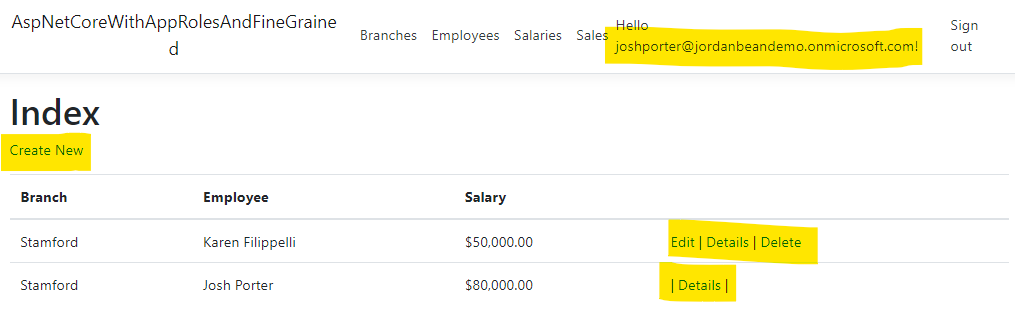 AspNetCoreWithAppRolesAndFineGraine
d
Branches Employees Salaries Sales
Hello
joshporter@jordanbeandemo.onmicrosoft.com!
Sign
out
Index
Create New
Branch Employee Salary
Stamford Karen Filippelli $50,000.00 Edit | Details | Delete
Stamford Josh Porter $80,000.00 | Details |